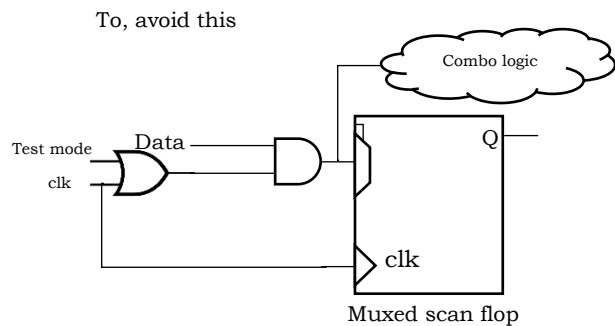 To, avoid this
Combo logic
Data
Q
Test mode
clk
clk
Muxed scan flop